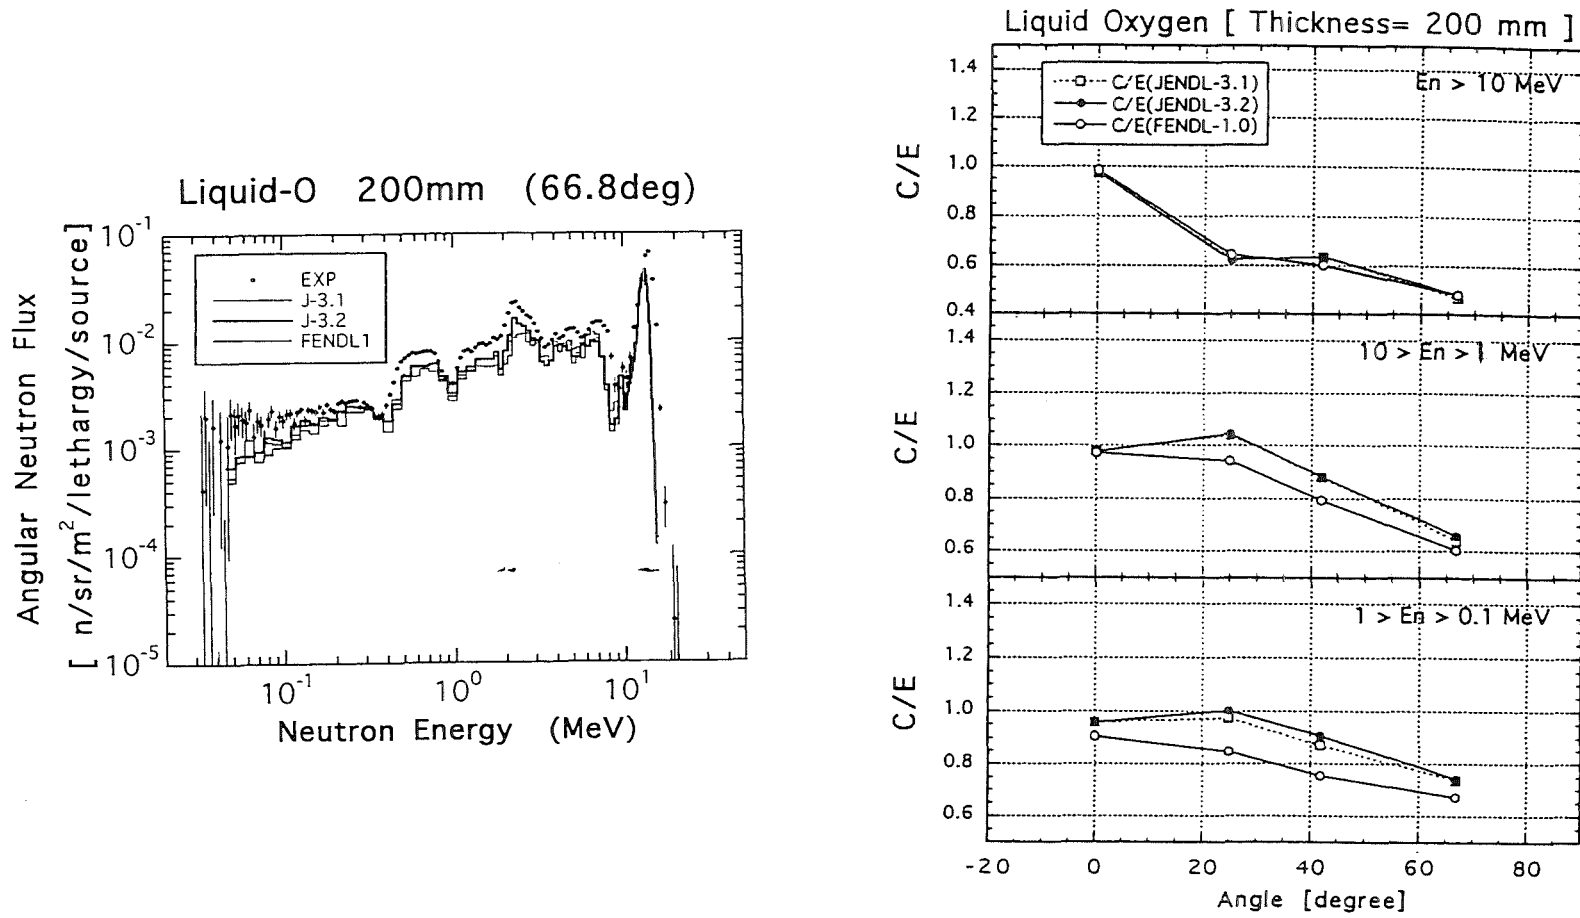 Liquid-O 200mm (66.8deg)
Angular Neutron Flux
[ n/sr/m²/lethargy/source]
10⁻¹
10⁻²
10⁻³
10⁻⁴
10⁻⁵
EXP
J-3.1
J-3.2
FENDL1
10⁻¹ 10⁰ 10¹
Neutron Energy (MeV)
Liquid Oxygen [ Thickness= 200 mm ]
C/E
1.4
1.2
1.0
0.8
0.6
0.4
C/E(JENDL-3.1)
C/E(JENDL-3.2)
C/E(FENDL-1.0)
En > 10 MeV
C/E
1.4
1.2
1.0
0.8
0.6
10 > En > 1 MeV
C/E
1.4
1.2
1.0
0.8
0.6
1 > En > 0.1 MeV
-20 0 20 40 60 80
Angle [degree]